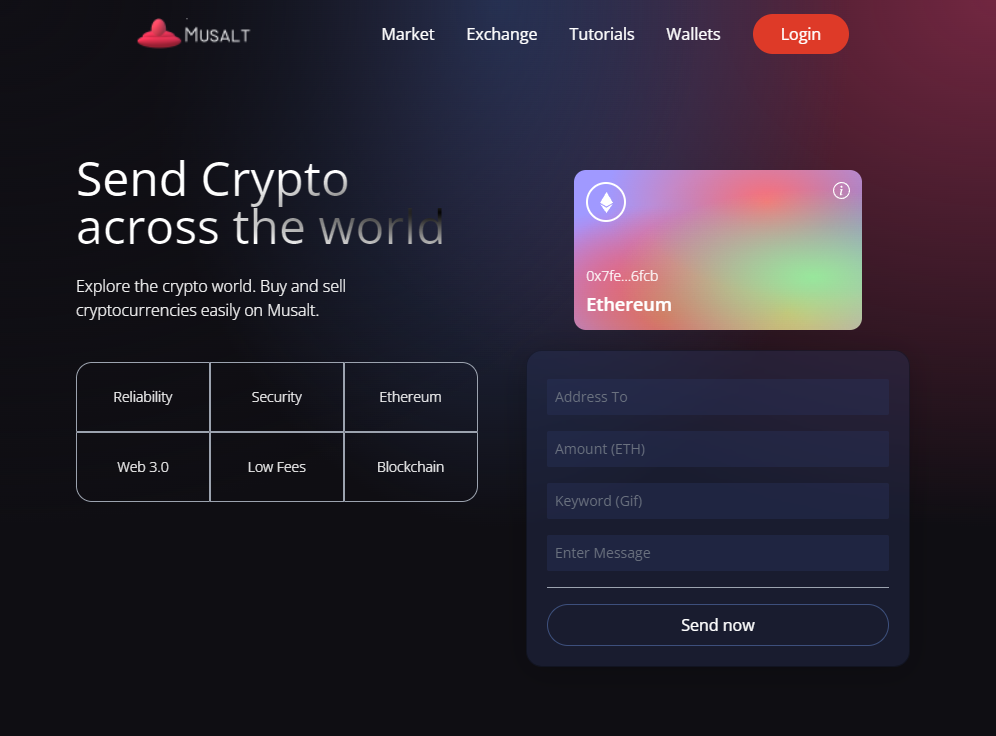 MUSALT
Market
Exchange
Tutorials
Wallets
Login
Send Crypto
across the world
Explore the crypto world. Buy and sell
cryptocurrencies easily on Musalt.
Reliability
Security
Ethereum
Web 3.0
Low Fees
Blockchain
i
0x7fe...6fcb
Ethereum
Address To
Amount (ETH)
Keyword (Gif)
Enter Message
Send now